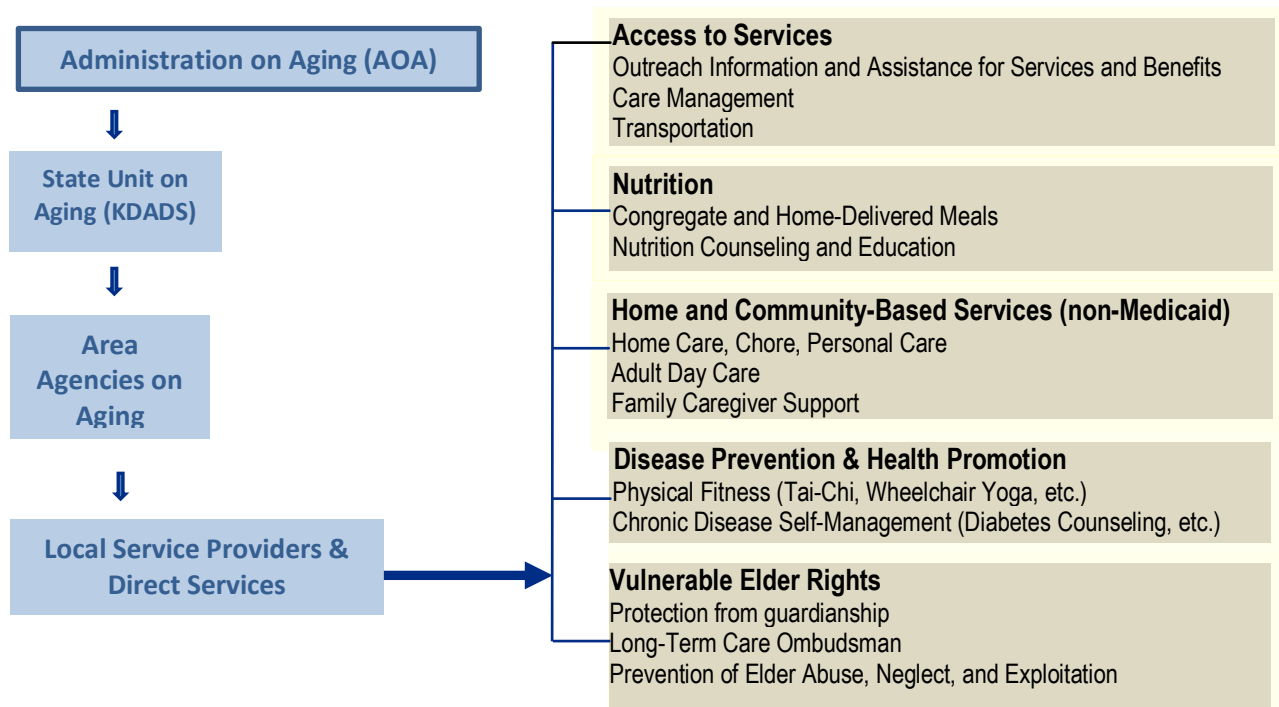 Administration on Aging (AOA)
State Unit on
Aging (KDADS)
Area
Agencies on
Aging
Local Service Providers &
Direct Services
Access to Services
Outreach Information and Assistance for Services and Benefits
Care Management
Transportation
Nutrition
Congregate and Home-Delivered Meals
Nutrition Counseling and Education
Home and Community-Based Services (non-Medicaid)
Home Care, Chore, Personal Care
Adult Day Care
Family Caregiver Support
Disease Prevention & Health Promotion
Physical Fitness (Tai-Chi, Wheelchair Yoga, etc.)
Chronic Disease Self-Management (Diabetes Counseling, etc.)
Vulnerable Elder Rights
Protection from guardianship
Long-Term Care Ombudsman
Prevention of Elder Abuse, Neglect, and Exploitation